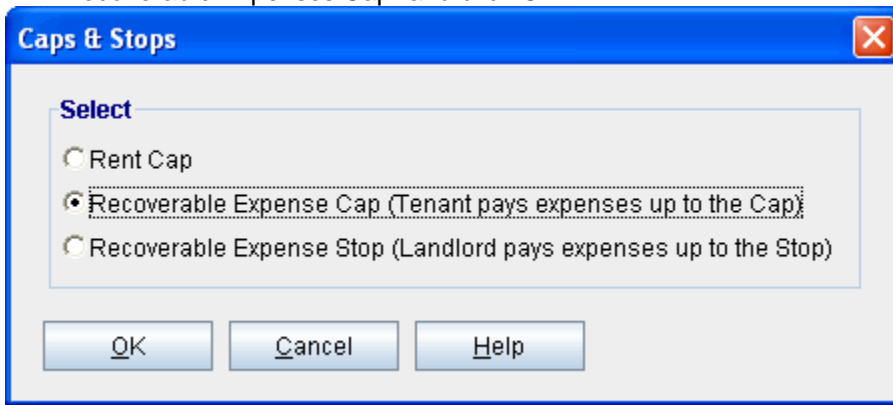 Caps & Stops
Select
Rent Cap
Recoverable Expense Cap (Tenant pays expenses up to the Cap)
Recoverable Expense Stop (Landlord pays expenses up to the Stop)
OK Cancel Help